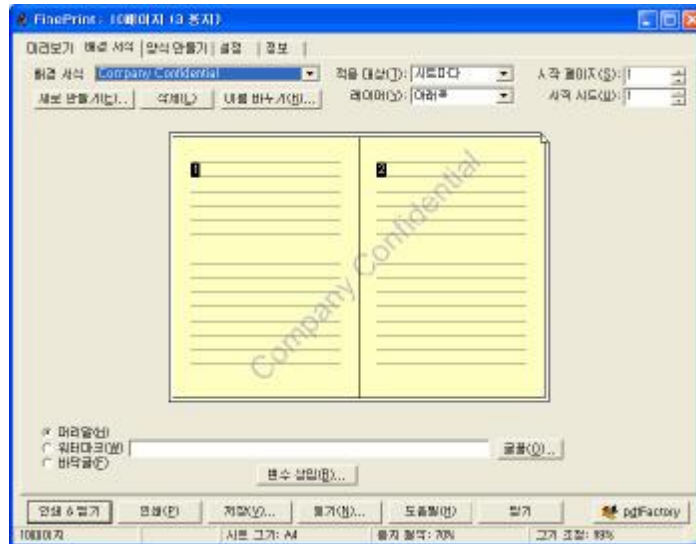 FinePrint : 10페이지 (3 용지)
미리보기 배경 서식 양식 만들기 설정 정보
배경 서식 Company Confidential 적용 대상(T): 시트마다 시작 페이지(S): 1
새로 만들기(E)... 삭제(L) 이름 바꾸기(H)... 레이어(Y): 아래쪽 시작 시트(U): 1
1 2
Company Confidential
머리말(H)
워터마크(W) 글꼴(O)...
바닥글(F)
변수 삽입(B)...
인쇄 & 닫기 인쇄(P) 저장(V)... 열기(N)... 도움말(H) 닫기 pdfFactory
10페이지 시트 크기: A4 용지 절약: 70% 크기 조정: 89%